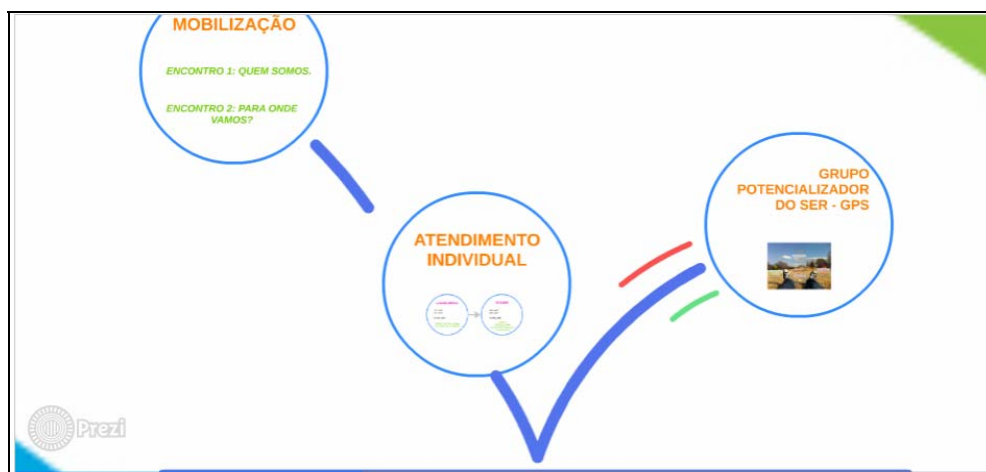 MOBILIZAÇÃO
ENCONTRO 1: QUEM SOMOS.
ENCONTRO 2: PARA ONDE
VAMOS?
ATENDIMENTO
INDIVIDUAL
GRUPO
POTENCIALIZADOR
DO SER - GPS
Prezi